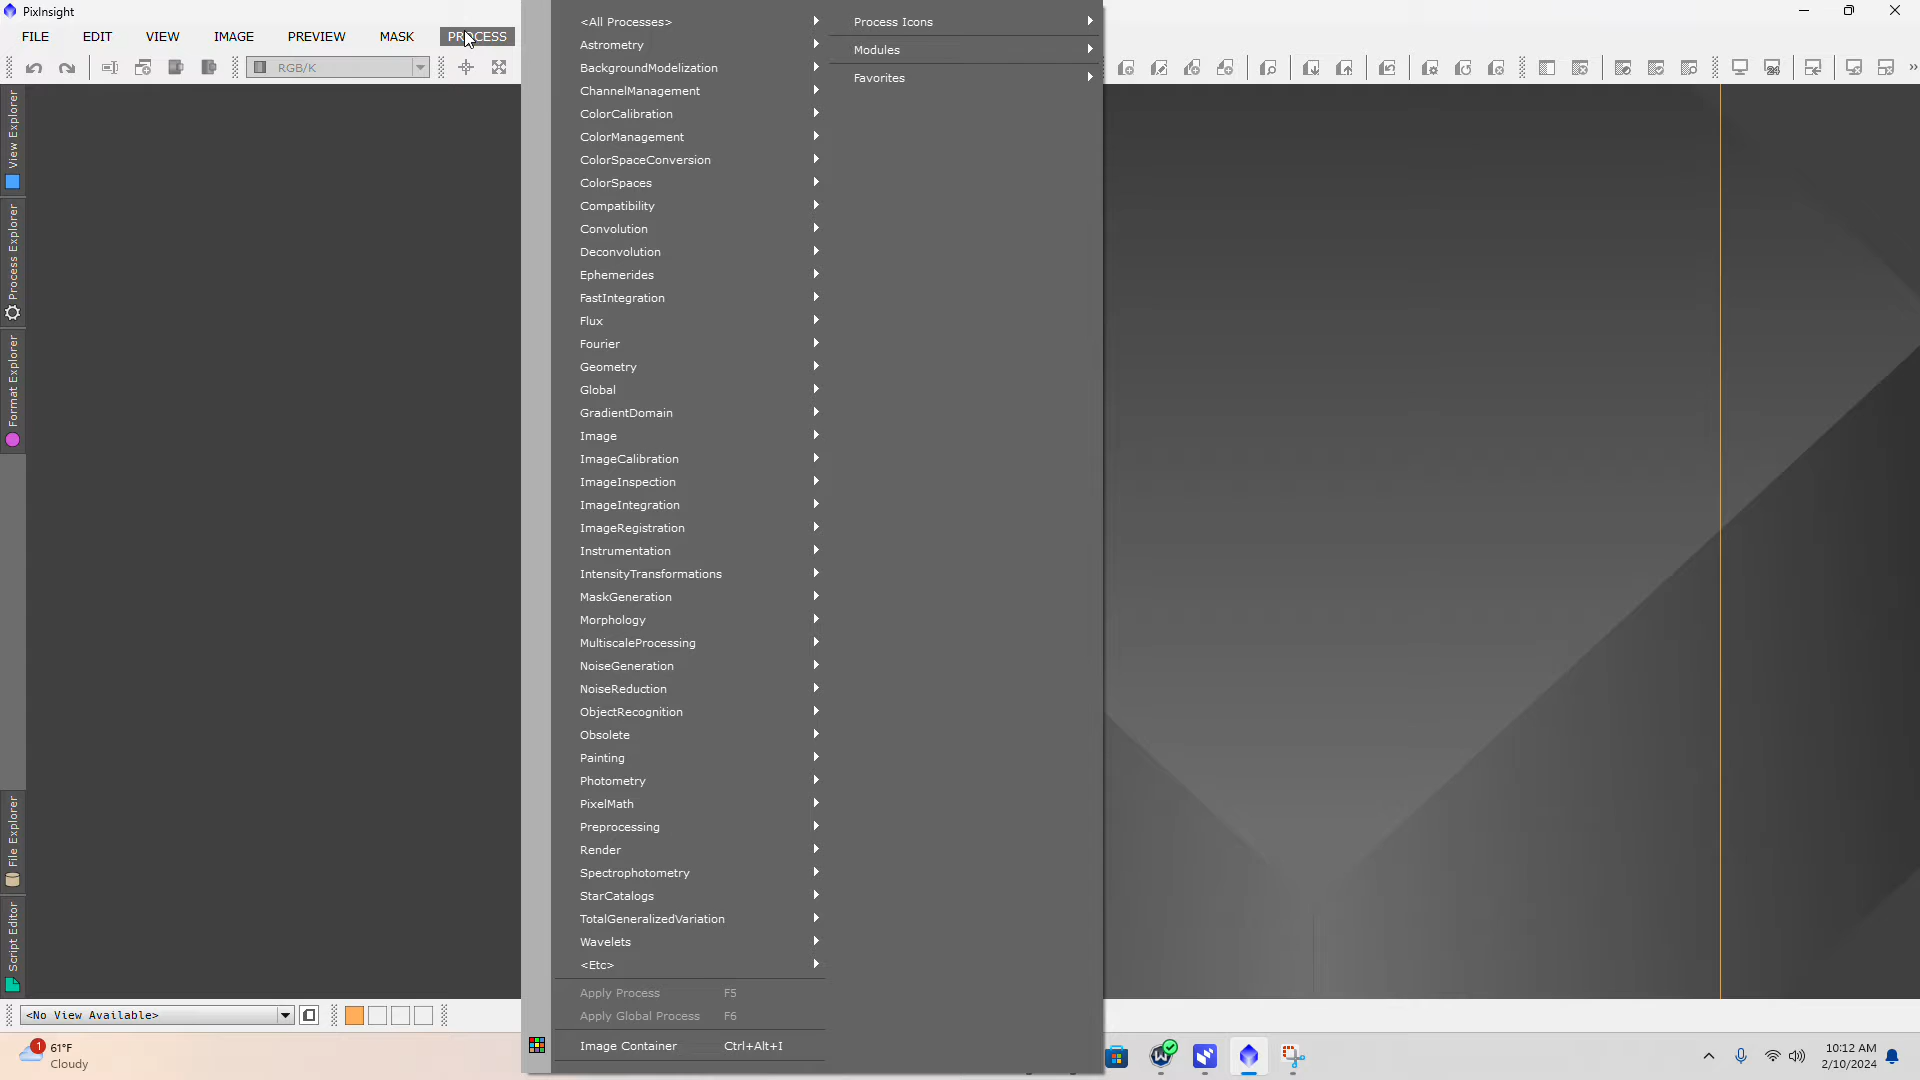 PixInsight
FILE EDIT VIEW IMAGE PREVIEW MASK PROCESS
RGB/K
View Explorer
Process Explorer
Format Explorer
File Explorer
Script Editor
<All Processes>
Astrometry
BackgroundModelization
ChannelManagement
ColorCalibration
ColorManagement
ColorSpaceConversion
ColorSpaces
Compatibility
Convolution
Deconvolution
Ephemerides
FastIntegration
Flux
Fourier
Geometry
Global
GradientDomain
Image
ImageCalibration
ImageInspection
ImageIntegration
ImageRegistration
Instrumentation
IntensityTransformations
MaskGeneration
Morphology
MultiscaleProcessing
NoiseGeneration
NoiseReduction
ObjectRecognition
Obsolete
Painting
Photometry
PixelMath
Preprocessing
Render
Spectrophotometry
StarCatalogs
TotalGeneralizedVariation
Wavelets
<Etc>
Apply Process F5
Apply Global Process F6
Image Container Ctrl+Alt+I
Process Icons
Modules
Favorites
<No View Available>
1
61°F
Cloudy
10:12 AM
2/10/2024